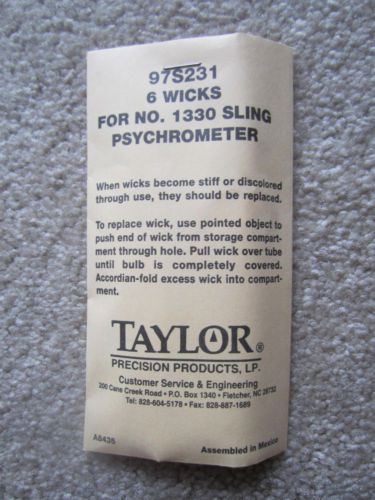 97S231
6 WICKS
FOR NO. 1330 SLING
PSYCHROMETER
When wicks become stiff or discolored
through use, they should be replaced.
To replace wick, use pointed object to
push end of wick from storage compart-
ment through hole. Pull wick over tube
until bulb is completely covered.
Accordian-fold excess wick into compart-
ment.
TAYLOR®
PRECISION PRODUCTS, LP.
Customer Service & Engineering
200 Cane Creek Road • P.O. Box 1340 • Fletcher, NC 28732
Tel: 828-604-5178 • Fax: 828-887-1689
A8435
Assembled in Mexico